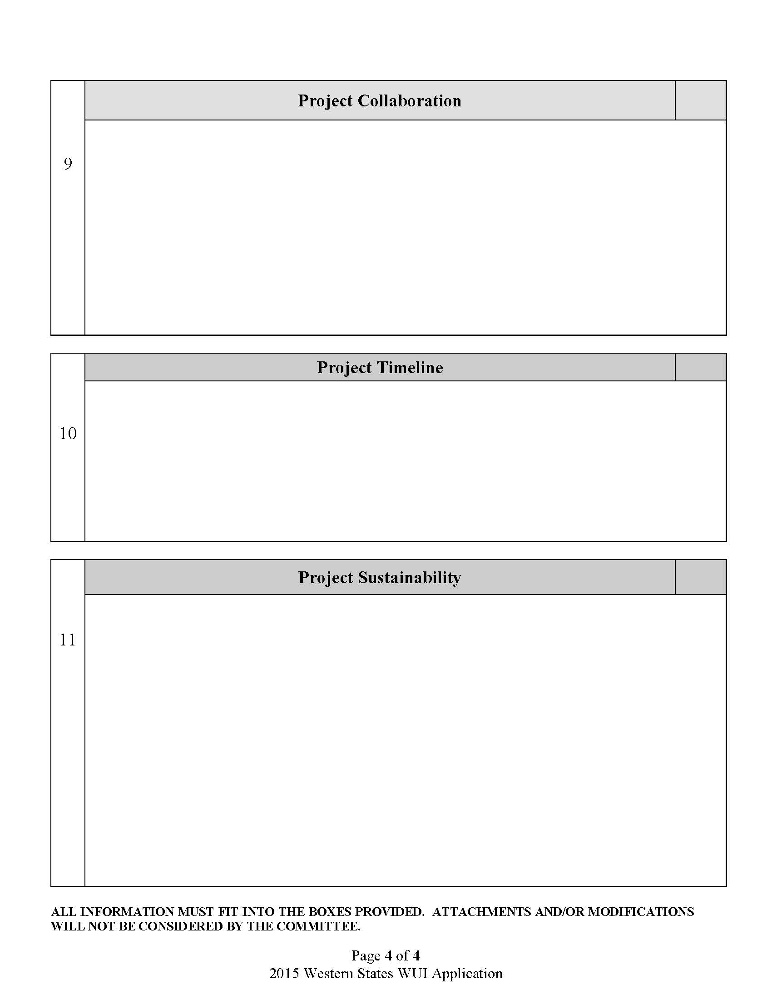 Project Collaboration
9
Project Timeline
10
Project Sustainability
11
ALL INFORMATION MUST FIT INTO THE BOXES PROVIDED.  ATTACHMENTS AND/OR MODIFICATIONS
WILL NOT BE CONSIDERED BY THE COMMITTEE.
Page 4 of 4
2015 Western States WUI Application